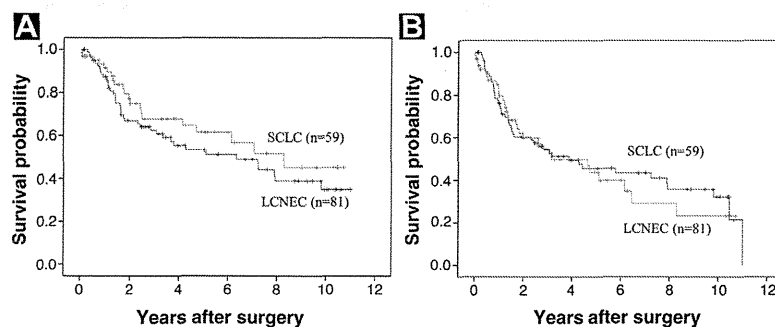 A
Survival probability
1.0
0.8
0.6
0.4
0.2
0.0
SCLC (n=59)
LCNEC (n=81)
0 2 4 6 8 10 12
Years after surgery
B
Survival probability
1.0
0.8
0.6
0.4
0.2
0.0
SCLC (n=59)
LCNEC (n=81)
0 2 4 6 8 10 12
Years after surgery